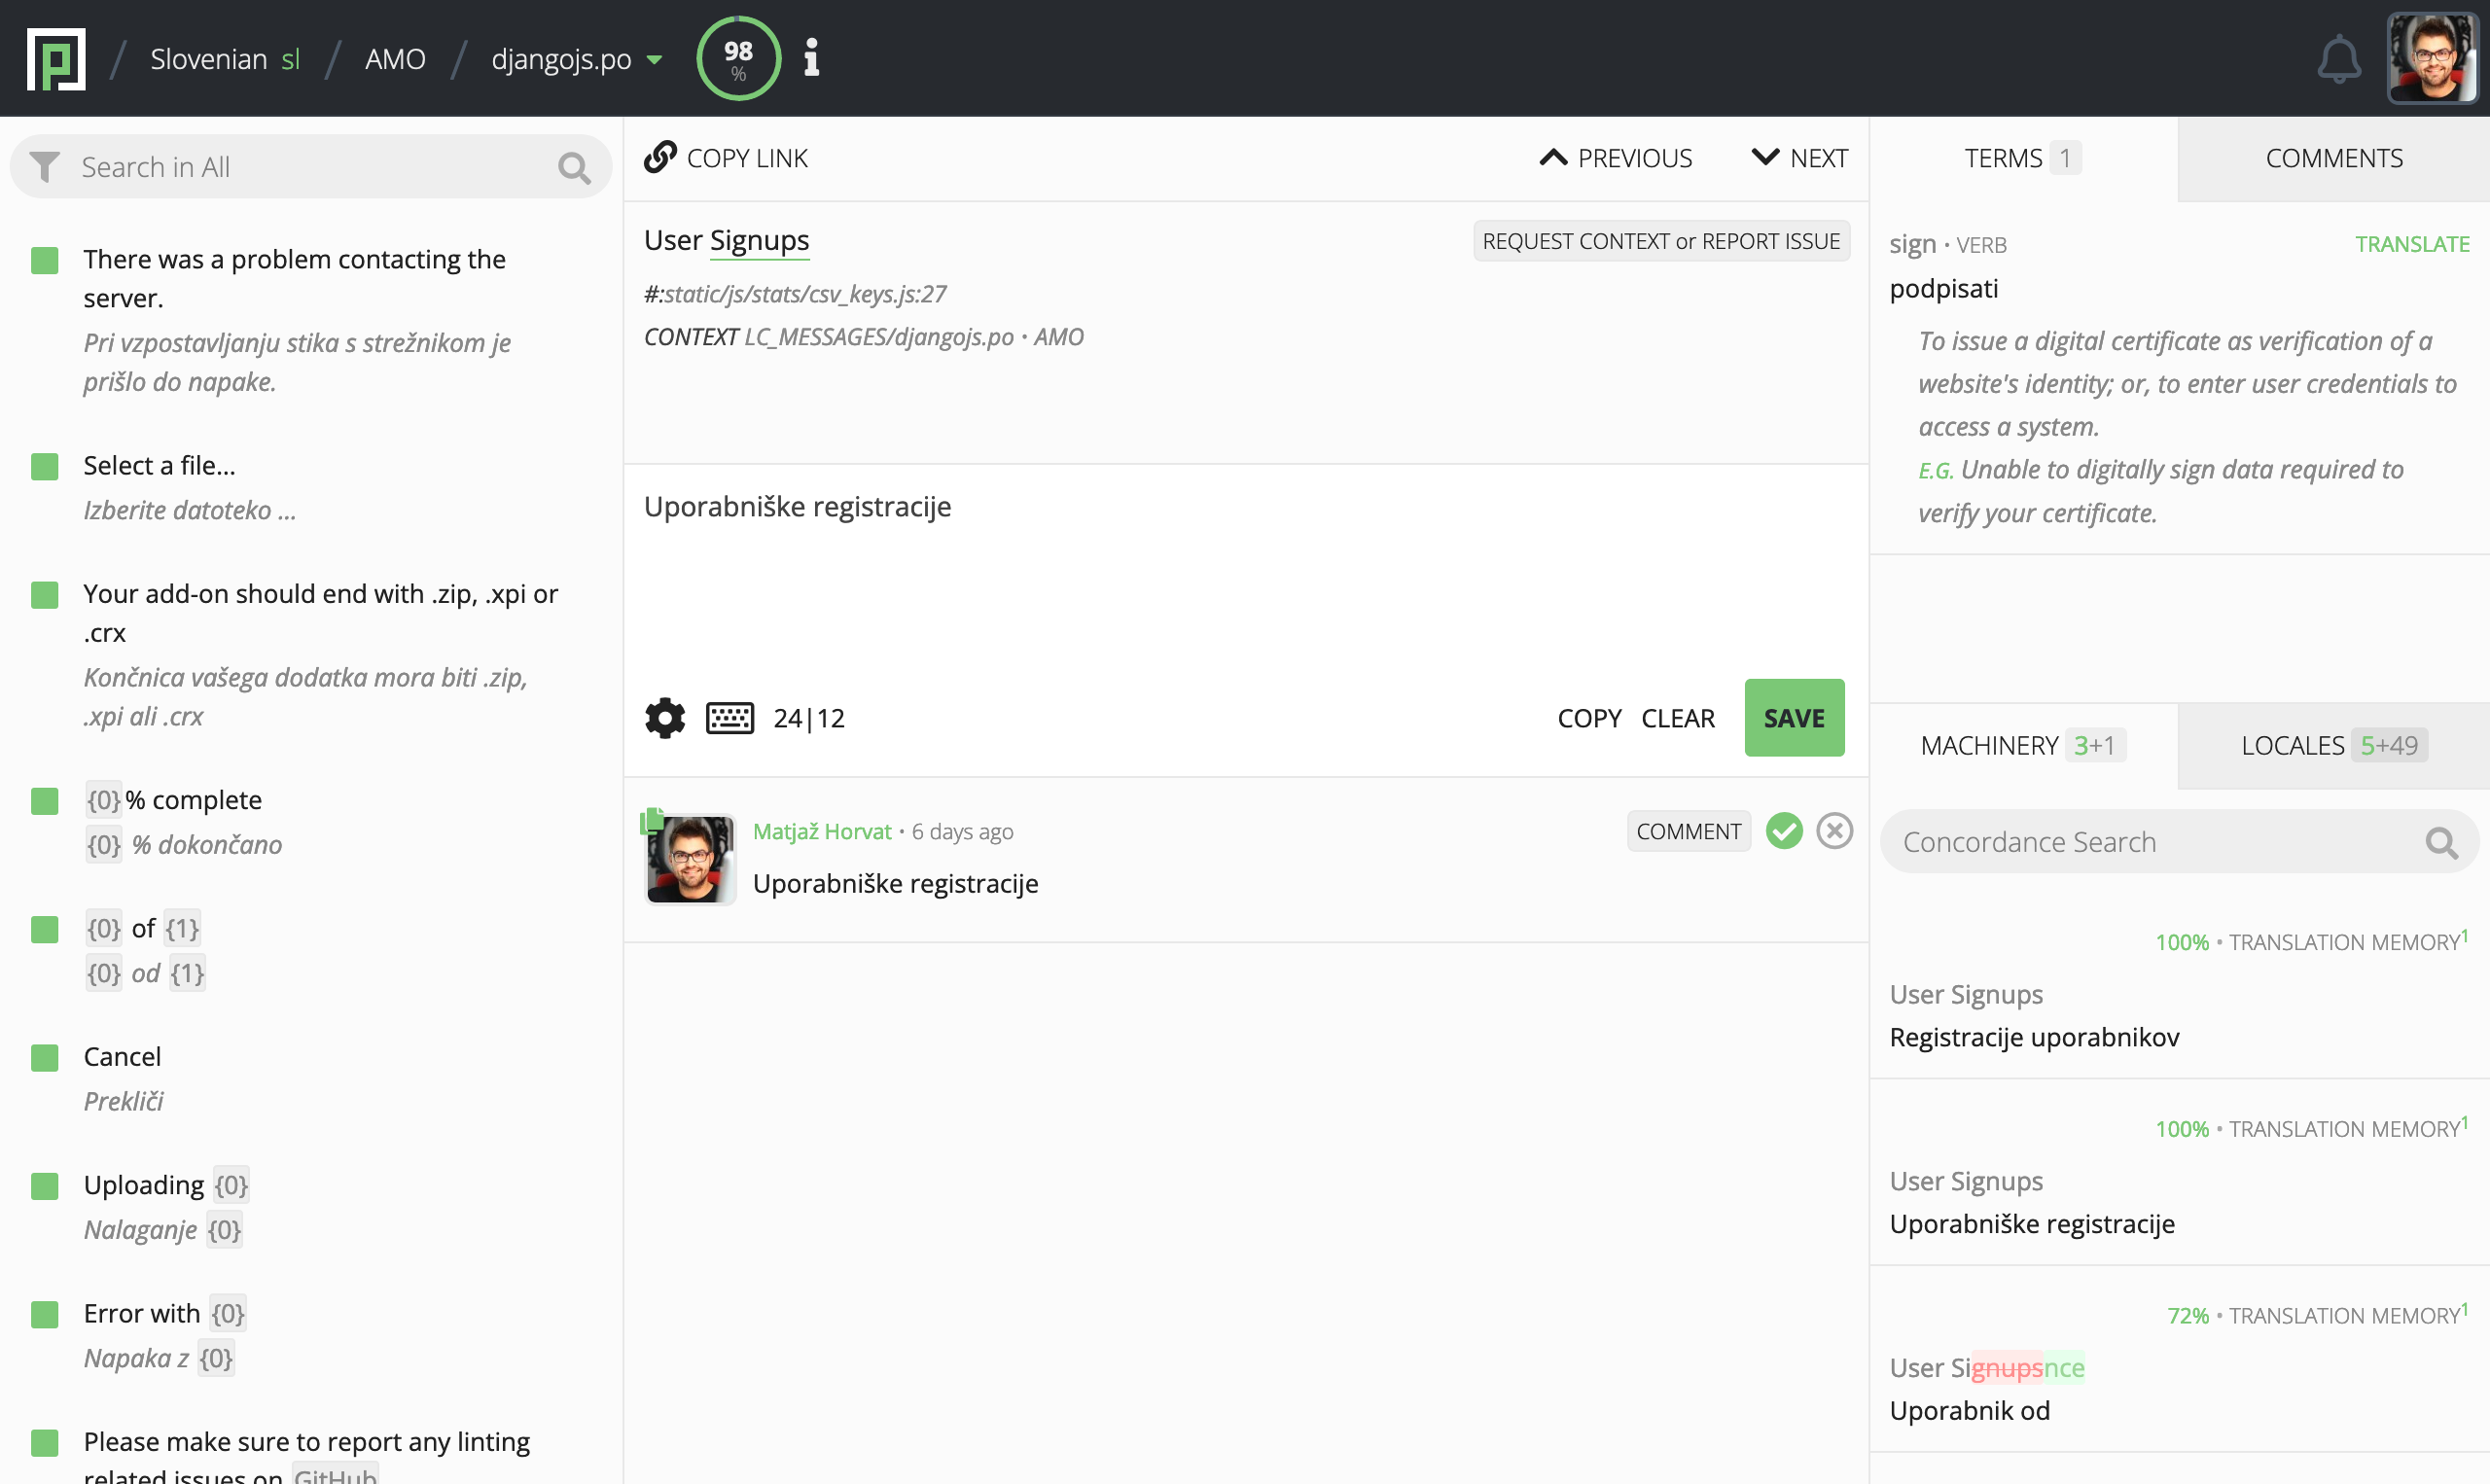 Slovenian sl / AMO / djangojs.po
98
%
Search in All
There was a problem contacting the
server.
Pri vzpostavljanju stika s strežnikom je
prišlo do napake.
Select a file...
Izberite datoteko ...
Your add-on should end with .zip, .xpi or
.crx
Končnica vašega dodatka mora biti .zip,
.xpi ali .crx
{0}% complete
{0} % dokončano
{0} of {1}
{0} od {1}
Cancel
Prekliči
Uploading {0}
Nalaganje {0}
Error with {0}
Napaka z {0}
Please make sure to report any linting
related issues on GitHub
COPY LINK
PREVIOUS
NEXT
User Signups
REQUEST CONTEXT or REPORT ISSUE
#:static/js/stats/csv_keys.js:27
CONTEXT LC_MESSAGES/djangojs.po • AMO
Uporabniške registracije
24|12
COPY
CLEAR
SAVE
Matjaž Horvat • 6 days ago
COMMENT
Uporabniške registracije
TERMS 1
COMMENTS
sign • VERB
TRANSLATE
podpisati
To issue a digital certificate as verification of a
website's identity; or, to enter user credentials to
access a system.
E.G. Unable to digitally sign data required to
verify your certificate.
MACHINERY 3+1
LOCALES 5+49
Concordance Search
100% • TRANSLATION MEMORY1
User Signups
Registracije uporabnikov
100% • TRANSLATION MEMORY1
User Signups
Uporabniške registracije
72% • TRANSLATION MEMORY1
User Signupsnce
Uporabnik od